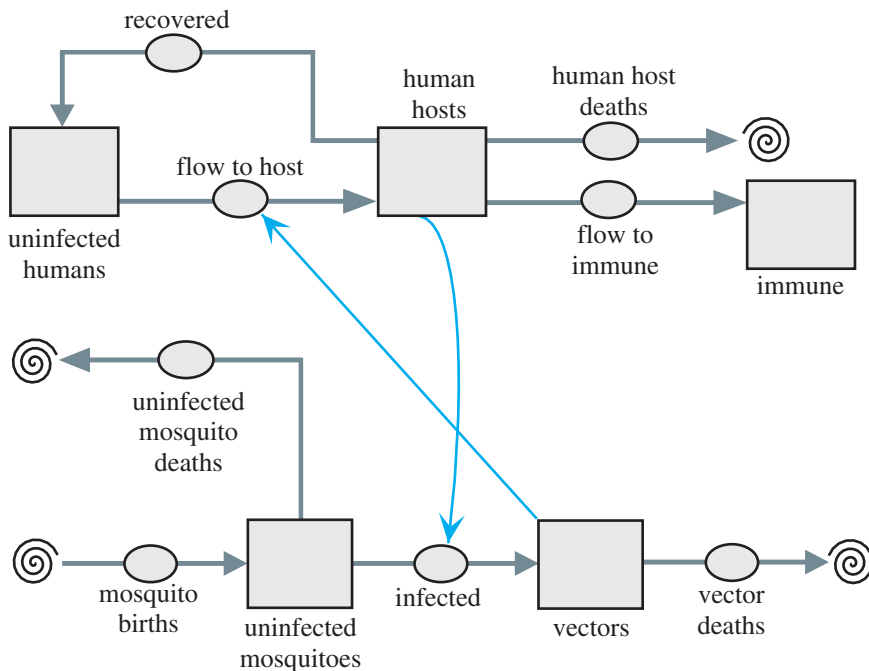 recovered
human
hosts
human host
deaths
flow to host
uninfected
humans
flow to
immune
immune
uninfected
mosquito
deaths
mosquito
births
uninfected
mosquitoes
infected
vectors
vector
deaths